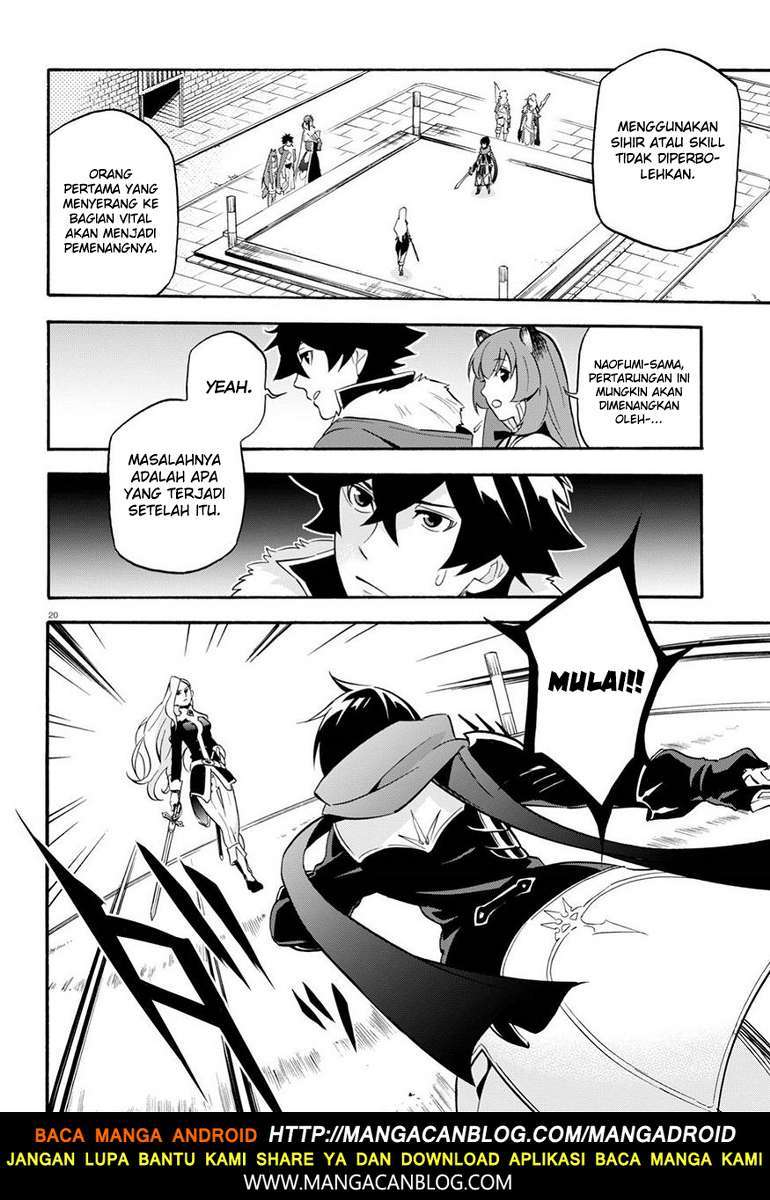 MENGGUNAKAN
SIHIR ATAU SKILL
TIDAK DIPERBO-
LEHKAN.
ORANG
PERTAMA YANG
MENYERANG KE
BAGIAN VITAL
AKAN MENJADI
PEMENANGNYA.
NAOFUMI-SAMA,
PERTARUNGAN INI
MUNGKIN AKAN
DIMENANGKAN
OLEH-...
YEAH.
MASALAHNYA
ADALAH APA
YANG TERJADI
SETELAH ITU.
20
MULAI!!
BACA MANGA ANDROID HTTP://MANGACANBLOG.COM/MANGADROID
JANGAN LUPA BANTU KAMI SHARE YA DAN DOWNLOAD APLIKASI BACA MANGA KAMI
WWW.MANGACANBLOG.COM